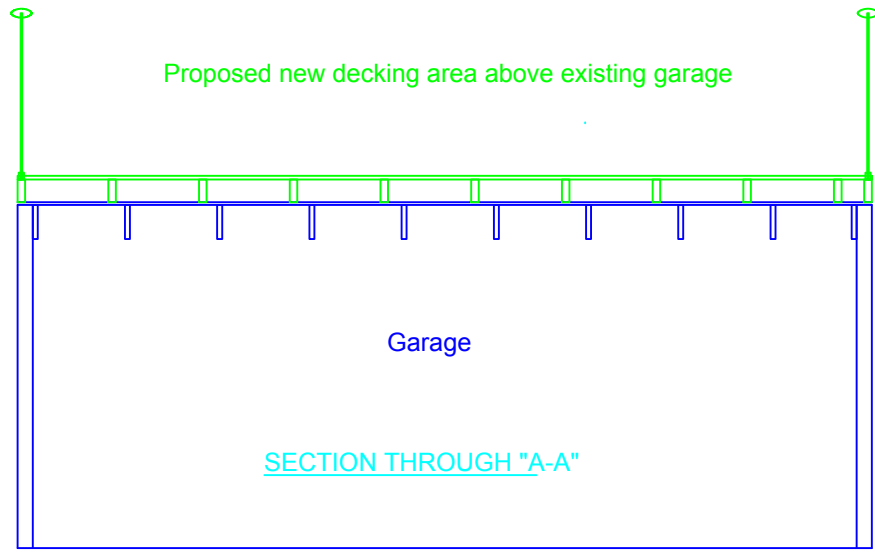 Proposed new decking area above existing garage
Garage
SECTION THROUGH "A-A"